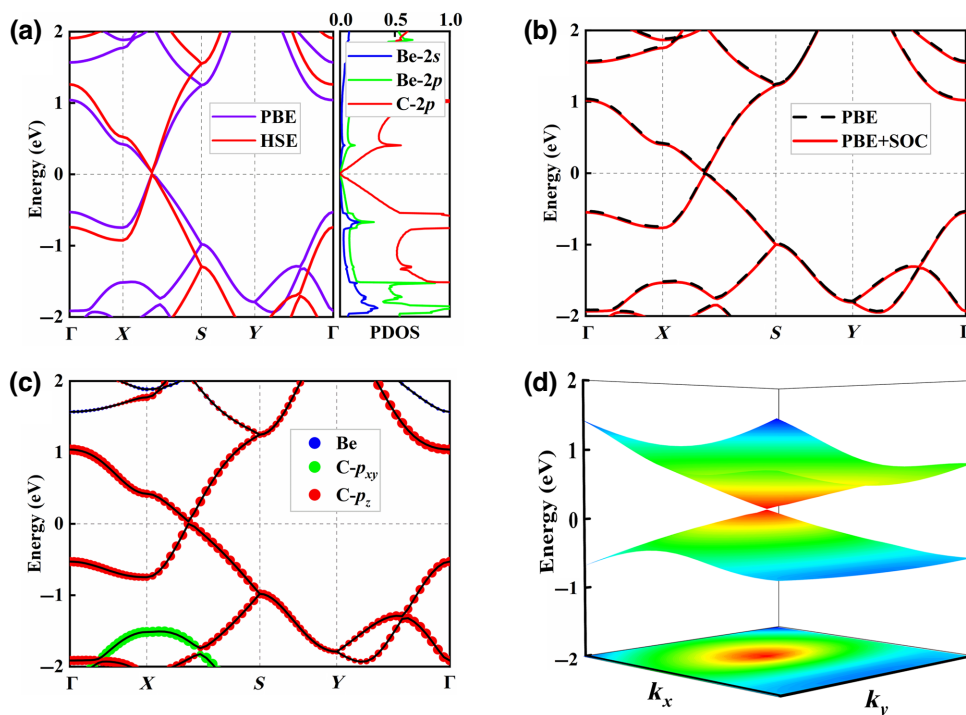 (a)
0.0 0.5 1.0
2
1
0
−1
−2
Energy (eV)
PBE
HSE
Be-2s
Be-2p
C-2p
Γ X S Y Γ
PDOS
(b)
2
1
0
−1
−2
Energy (eV)
PBE
PBE+SOC
Γ X S Y Γ
(c)
2
1
0
−1
−2
Energy (eV)
Be
C-pxy
C-pz
Γ X S Y Γ
(d)
2
1
0
−1
−2
Energy (eV)
kx
ky